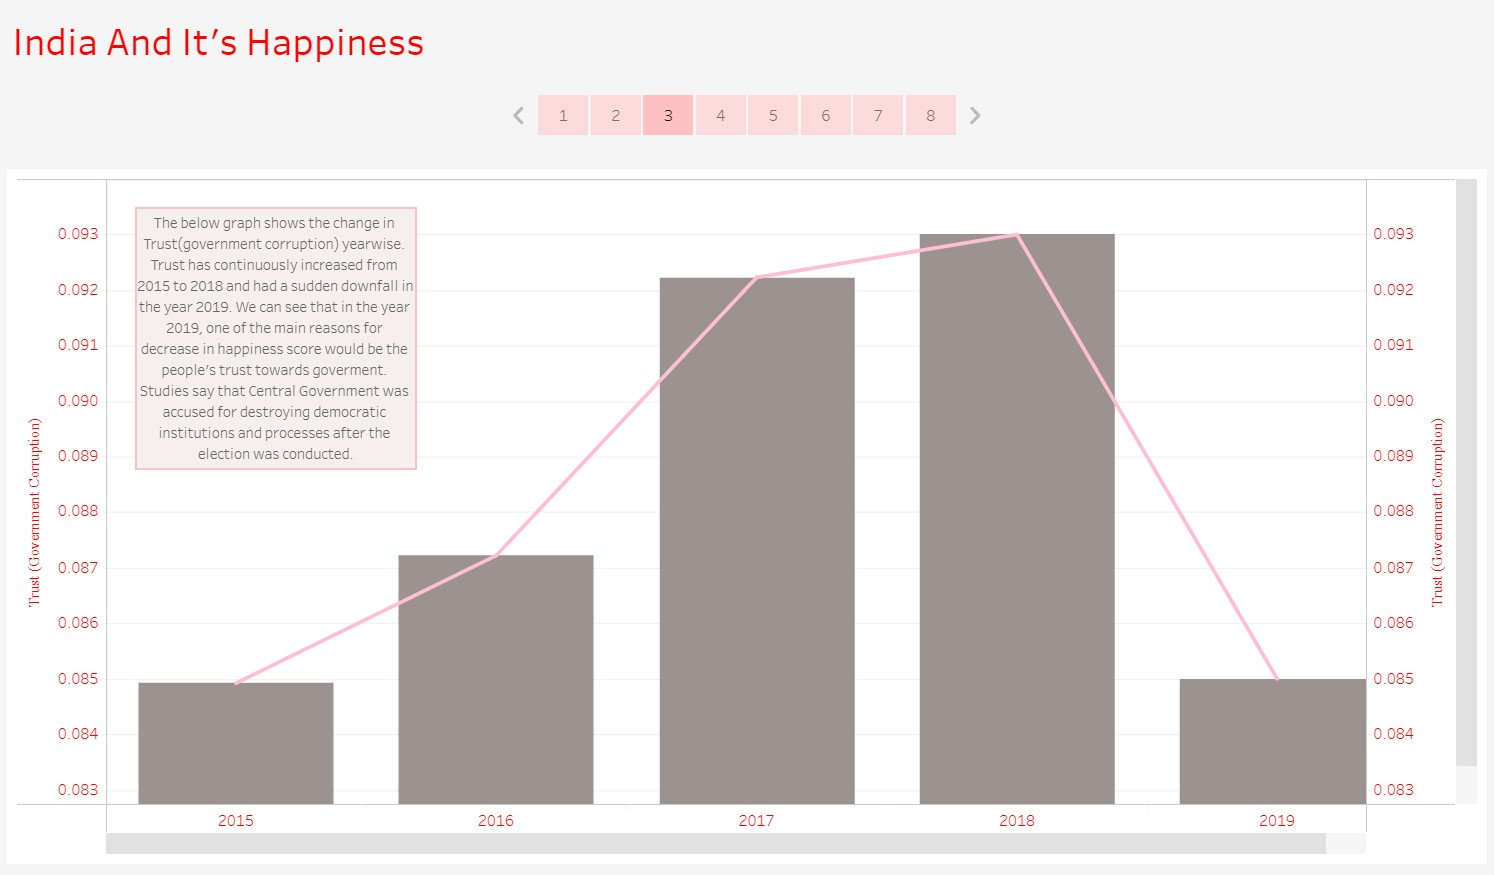 India And It's Happiness
1 2 3 4 5 6 7 8
The below graph shows the change in
Trust(government corruption) yearwise.
Trust has continuously increased from
2015 to 2018 and had a sudden downfall in
the year 2019. We can see that in the year
2019, one of the main reasons for
decrease in happiness score would be the
people's trust towards goverment.
Studies say that Central Government was
accused for destroying democratic
institutions and processes after the
election was conducted.
Trust (Government Corruption)
0.093
0.092
0.091
0.090
0.089
0.088
0.087
0.086
0.085
0.084
0.083
0.093
0.092
0.091
0.090
0.089
0.088
0.087
0.086
0.085
0.084
0.083
Trust (Government Corruption)
2015 2016 2017 2018 2019